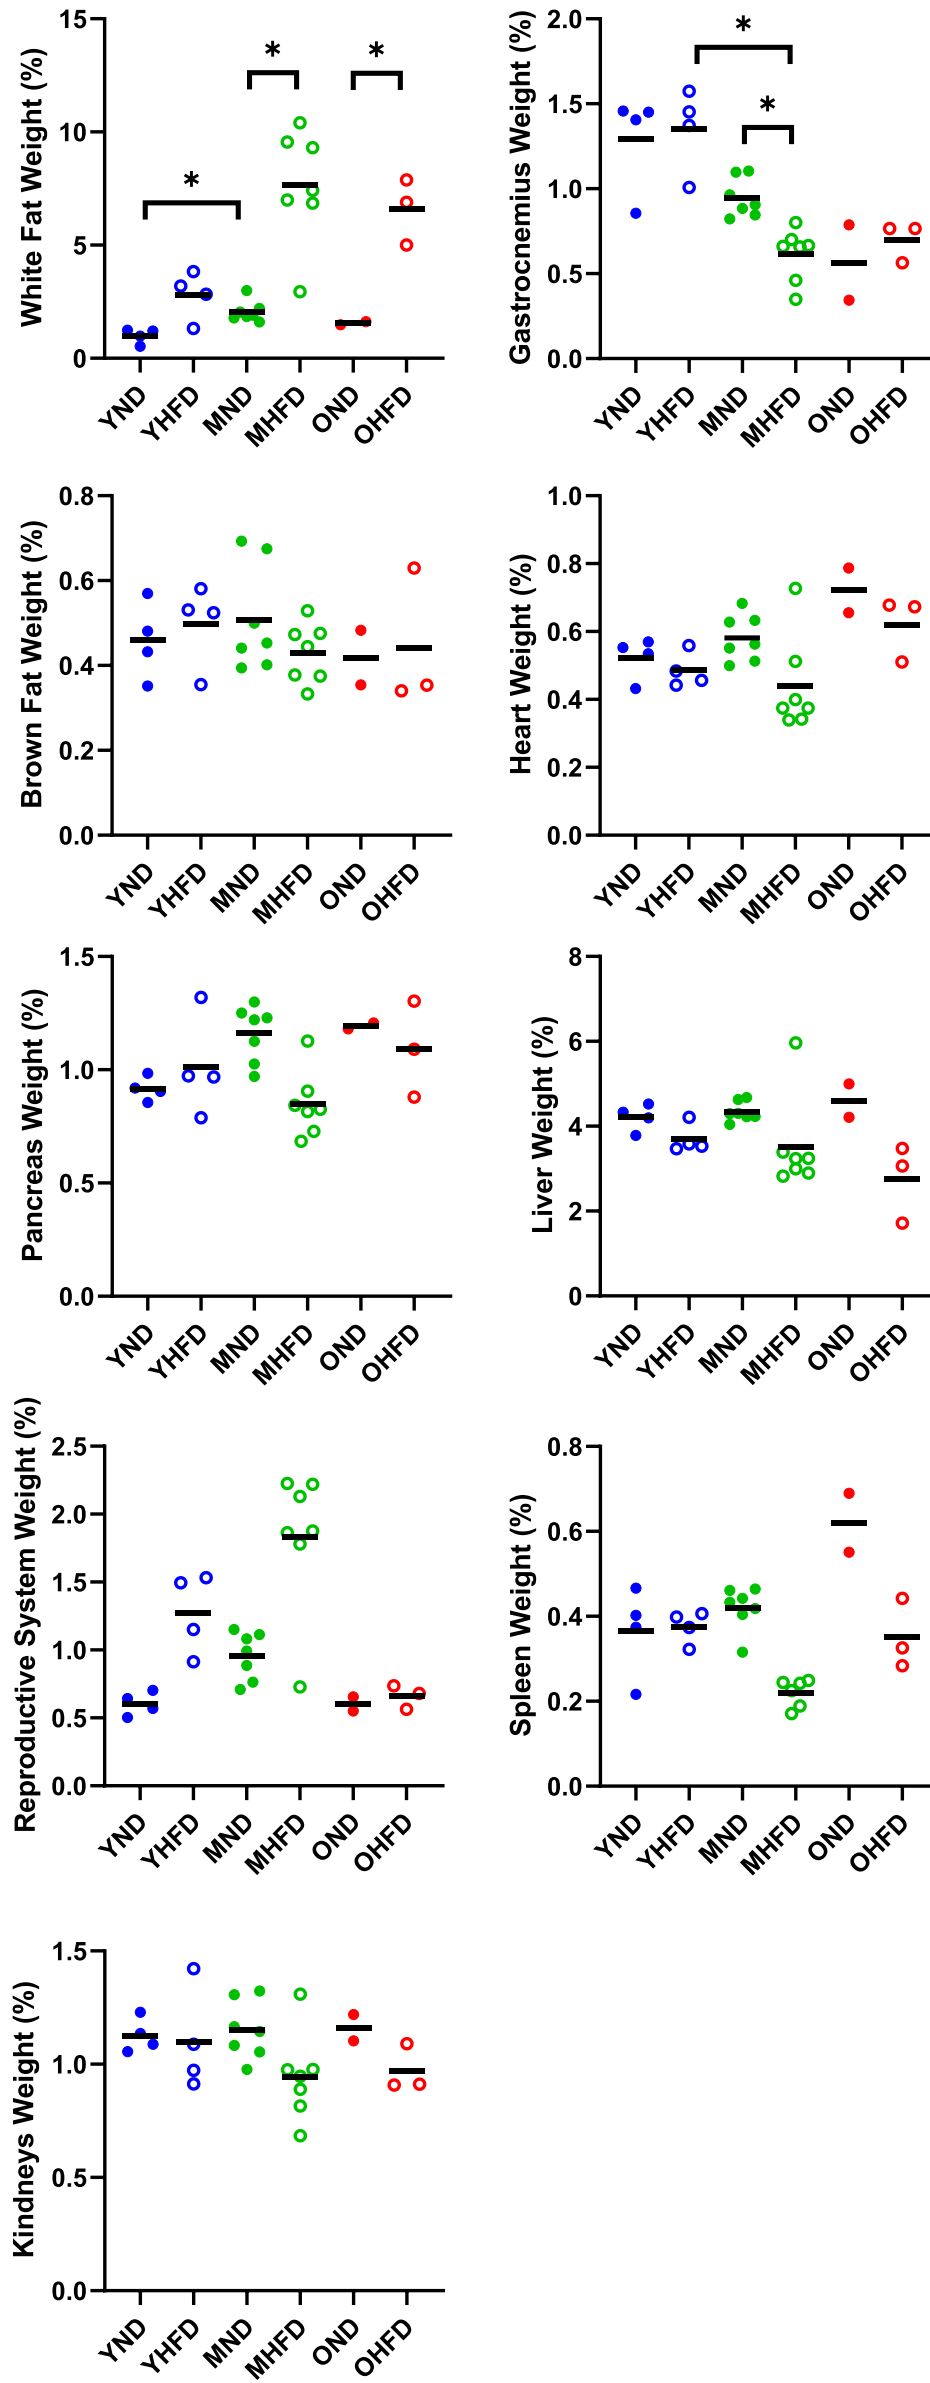 White Fat Weight (%)
15
10
5
0
*
*
*
YND
YHFD
MND
MHFD
OND
OHFD
Gastrocnemius Weight (%)
2.0
1.5
1.0
0.5
0.0
*
*
YND
YHFD
MND
MHFD
OND
OHFD
Brown Fat Weight (%)
0.8
0.6
0.4
0.2
0.0
YND
YHFD
MND
MHFD
OND
OHFD
Heart Weight (%)
1.0
0.8
0.6
0.4
0.2
0.0
YND
YHFD
MND
MHFD
OND
OHFD
Pancreas Weight (%)
1.5
1.0
0.5
0.0
YND
YHFD
MND
MHFD
OND
OHFD
Liver Weight (%)
8
6
4
2
0
YND
YHFD
MND
MHFD
OND
OHFD
Reproductive System Weight (%)
2.5
2.0
1.5
1.0
0.5
0.0
YND
YHFD
MND
MHFD
OND
OHFD
Spleen Weight (%)
0.8
0.6
0.4
0.2
0.0
YND
YHFD
MND
MHFD
OND
OHFD
Kindneys Weight (%)
1.5
1.0
0.5
0.0
YND
YHFD
MND
MHFD
OND
OHFD